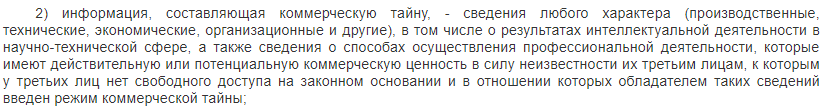 2) информация, составляющая коммерческую тайну, - сведения любого характера (производственные,
технические, экономические, организационные и другие), в том числе о результатах интеллектуальной деятельности в
научно-технической сфере, а также сведения о способах осуществления профессиональной деятельности, которые
имеют действительную или потенциальную коммерческую ценность в силу неизвестности их третьим лицам, к которым
у третьих лиц нет свободного доступа на законном основании и в отношении которых обладателем таких сведений
введен режим коммерческой тайны;